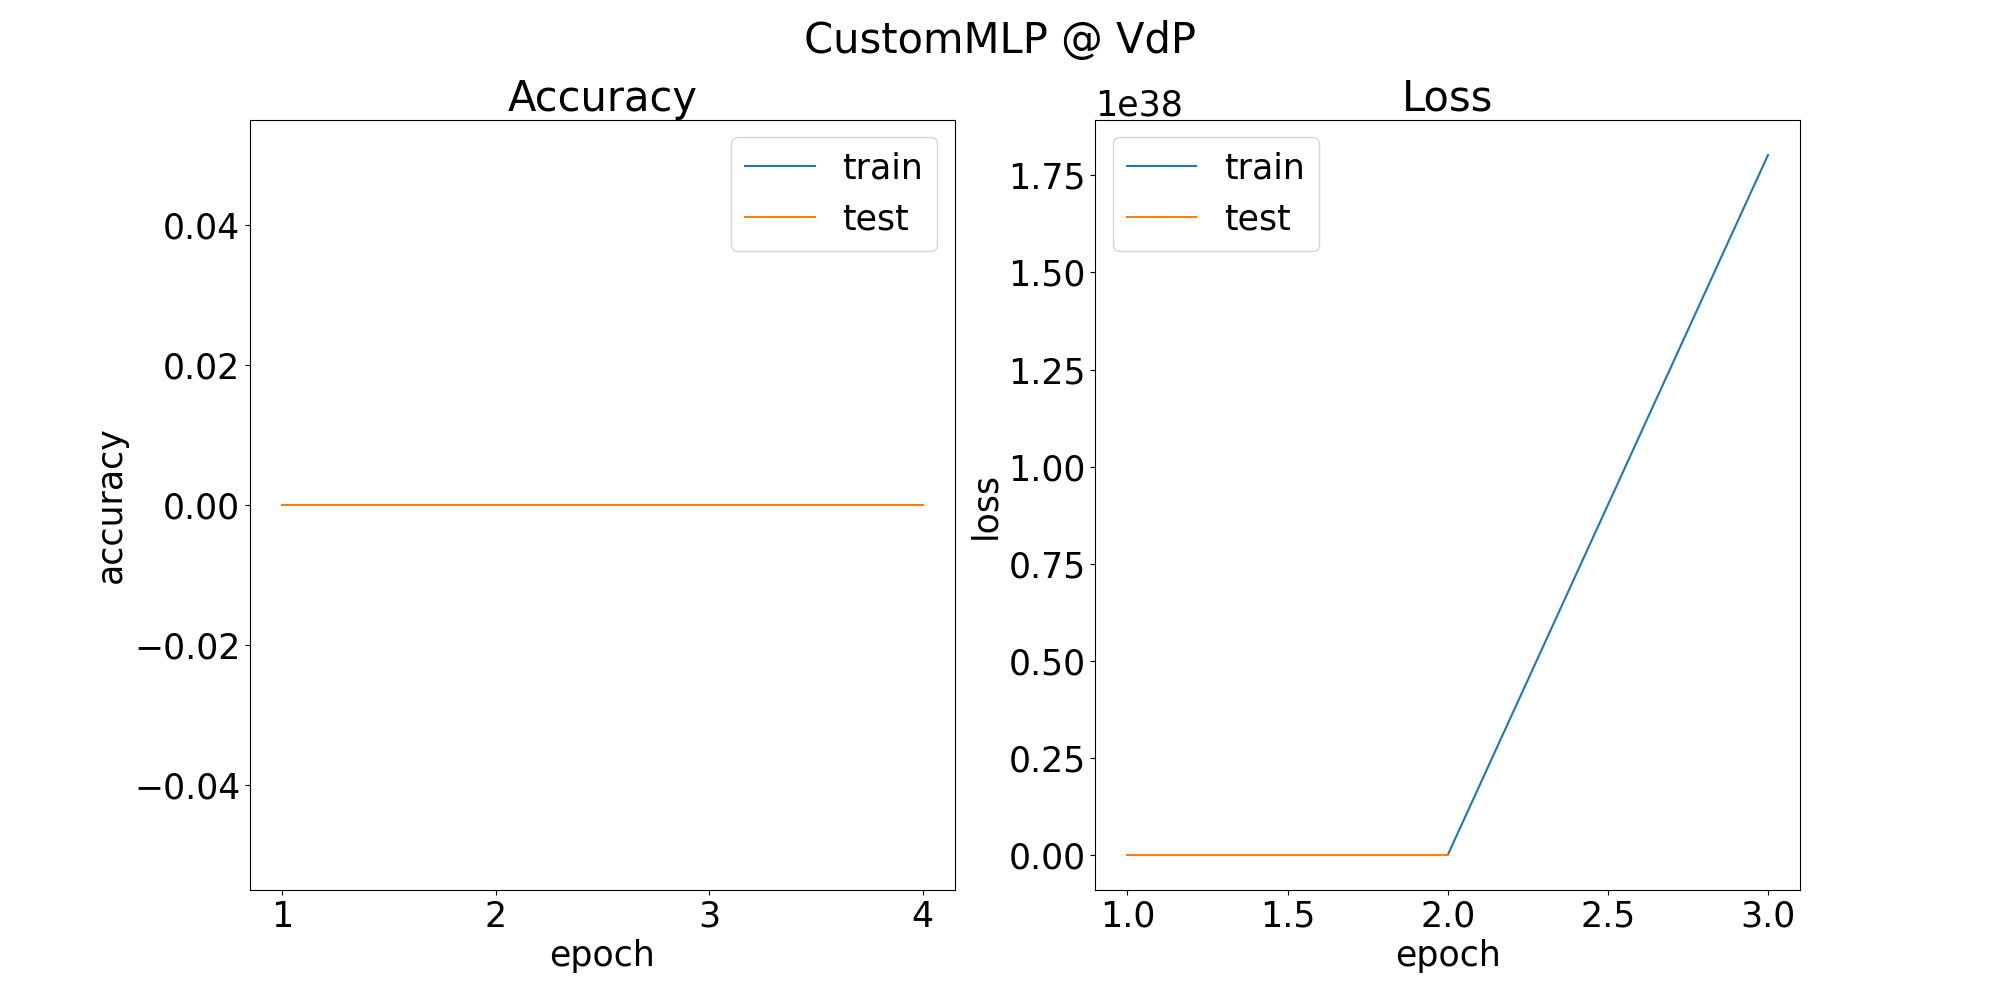 CustomMLP @ VdP
Accuracy
train
test
0.04
0.02
0.00
−0.02
−0.04
accuracy
1 2 3 4
epoch
Loss
1e38
train
test
1.75
1.50
1.25
1.00
0.75
0.50
0.25
0.00
loss
1.0 1.5 2.0 2.5 3.0
epoch